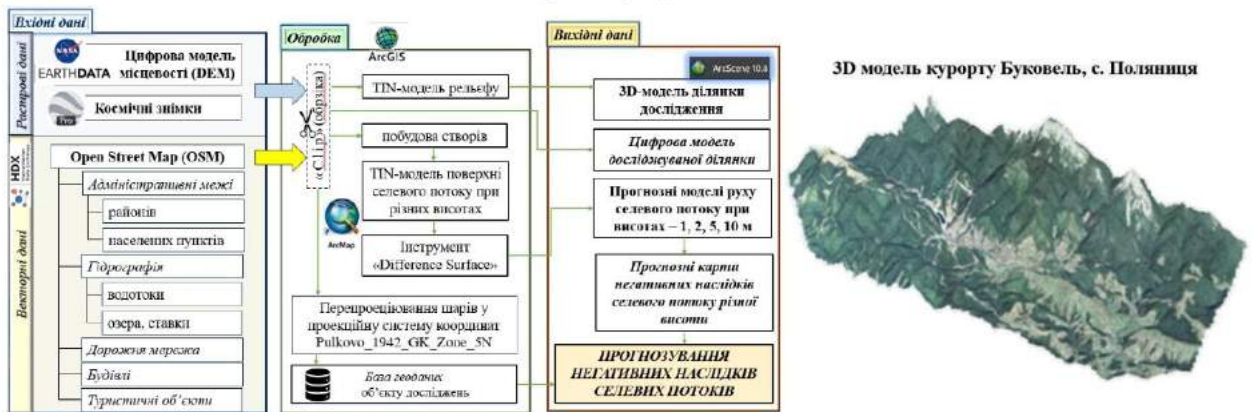 Вхідні дані
Растрові дані
NASA
EARTHDATA
Цифрова модель
місцевості (DEM)
Pro
Космічні знімки
HDX
Векторні дані
Open Street Map (OSM)
Адміністративні межі
районів
населених пунктів
Гідрографія
водотоки
озера, ставки
Дорожня мережа
Будівлі
Туристичні об’єкти
Обробка
ArcGIS
«Clip» (обрізка)
TIN-модель рельєфу
побудова створів
TIN-модель поверхні
селевого потоку при
різних висотах
ArcMap
Інструмент
«Difference Surface»
Перепроеціювання шарів у
проекційну систему координат
Pulkovo_1942_GK_Zone_5N
База геоданих
об’єкту досліджень
Вихідні дані
ArcScene 10.8
3D-модель ділянки
дослідження
Цифрова модель
досліджуваної ділянки
Прогнозні моделі руху
селевого потоку при
висотах – 1, 2, 5, 10 м
Прогнозні карти
негативних наслідків
селевого потоку різної
висоти
ПРОГНОЗУВАННЯ
НЕГАТИВНИХ НАСЛІДКІВ
СЕЛЕВИХ ПОТОКІВ
3D модель курорту Буковель, с. Поляниця